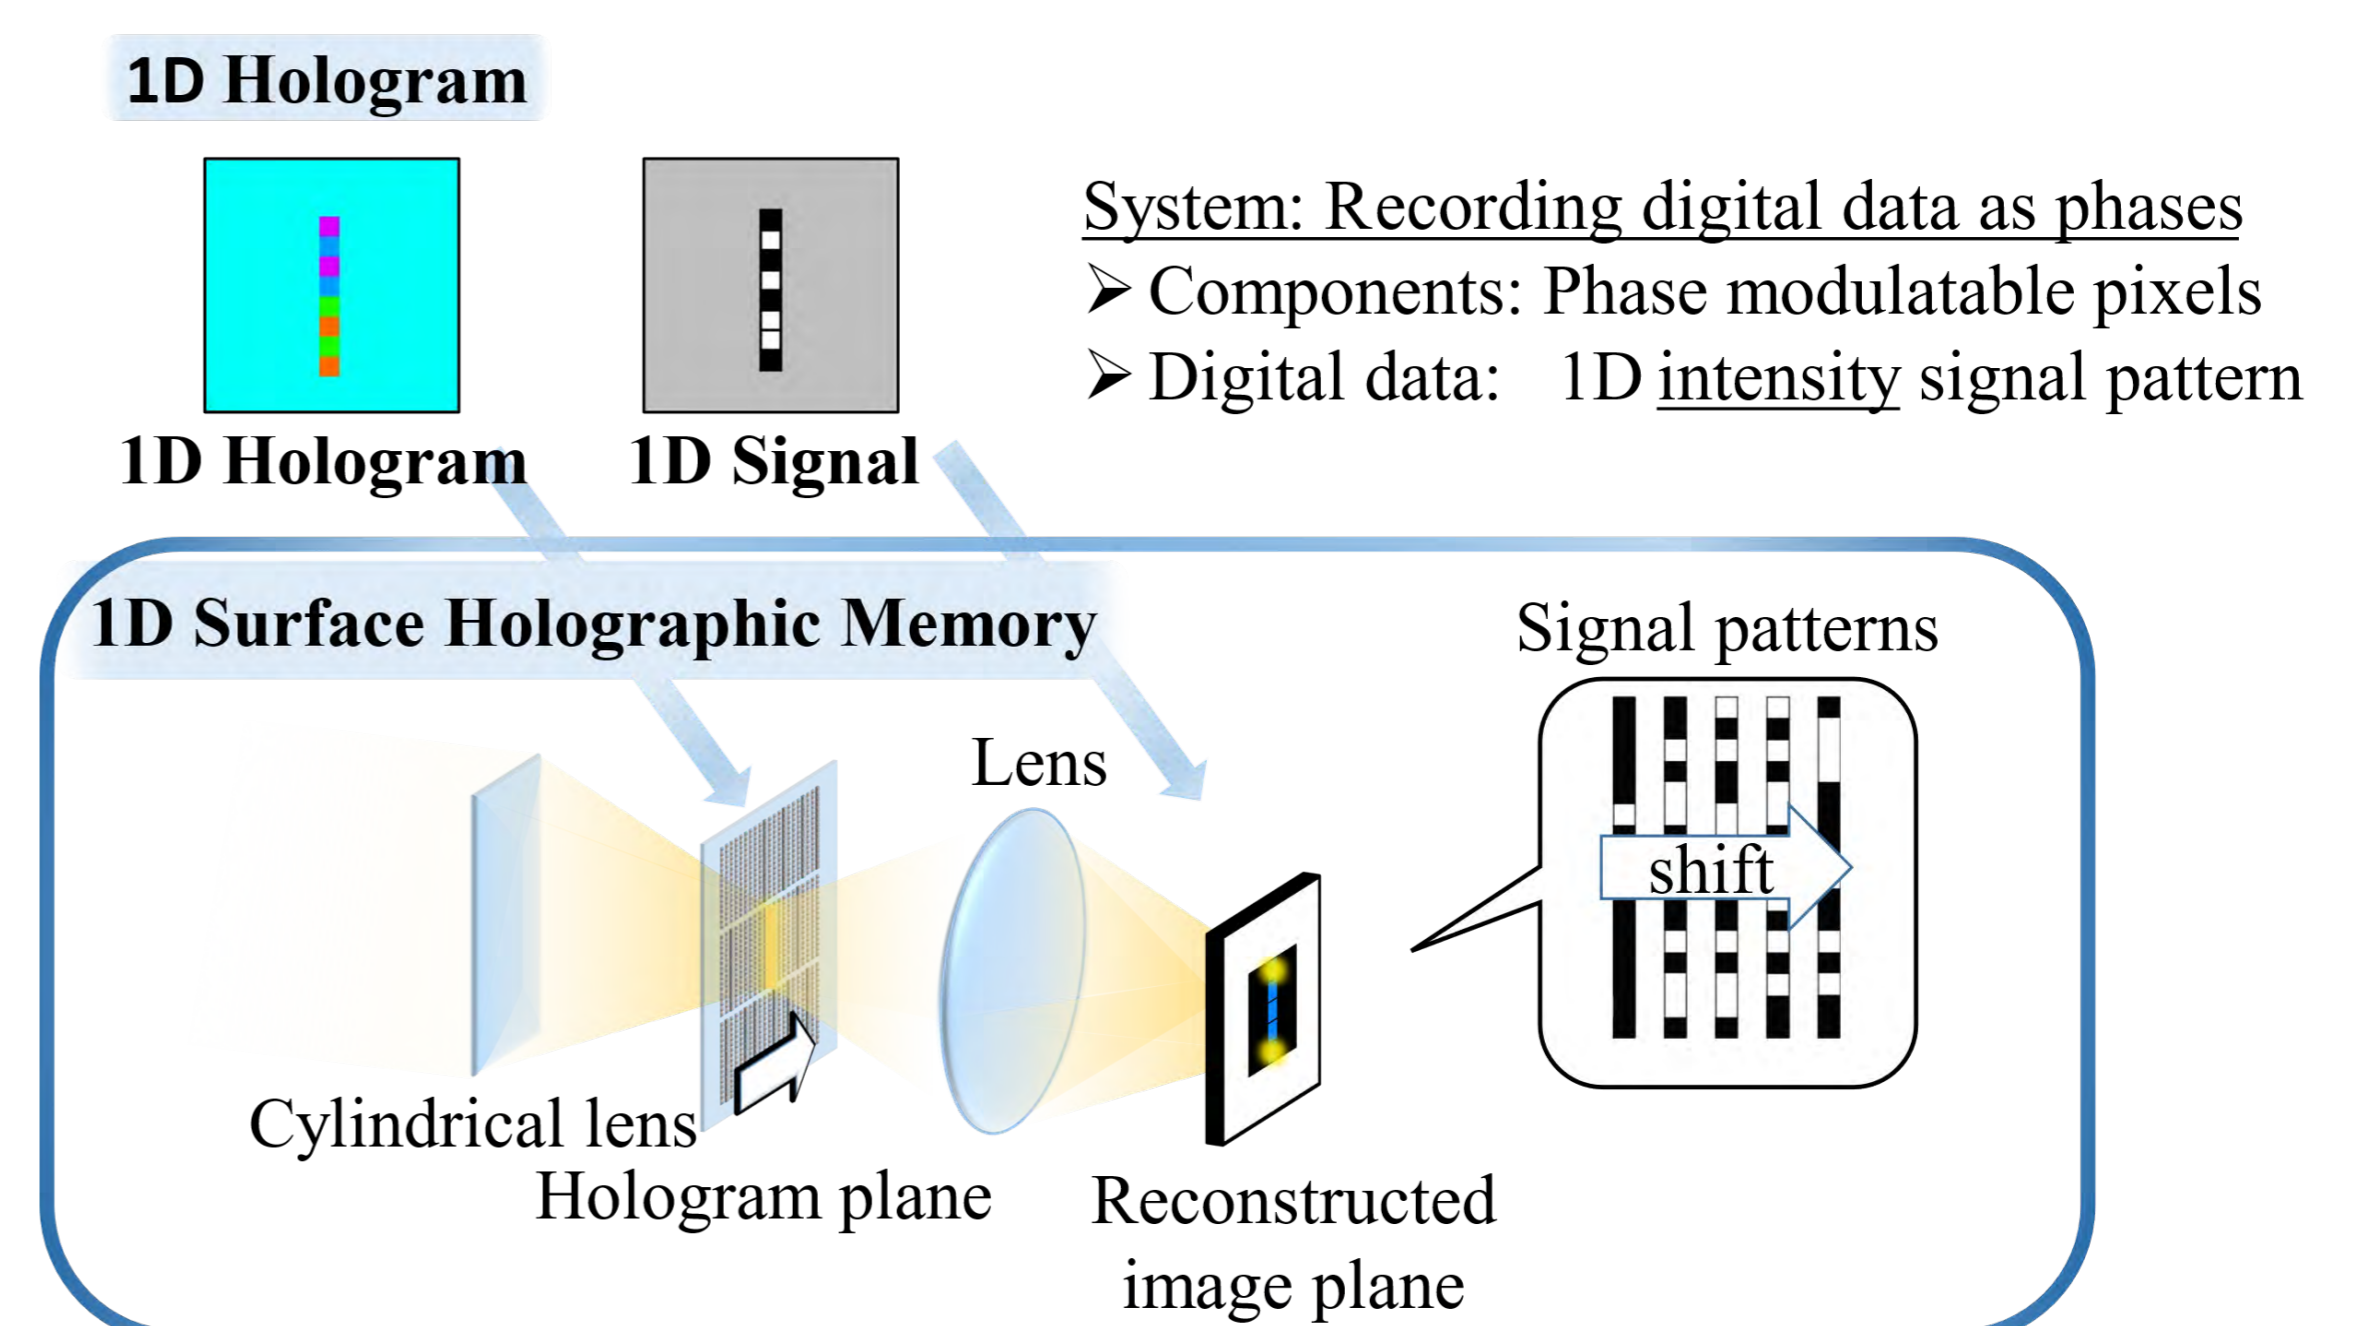 1D Hologram
1D Hologram
1D Signal
System: Recording digital data as phases
➢ Components: Phase modulatable pixels
➢ Digital data: 1D intensity signal pattern
1D Surface Holographic Memory
Signal patterns
shift
Lens
Cylindrical lens
Hologram plane
Reconstructed
image plane